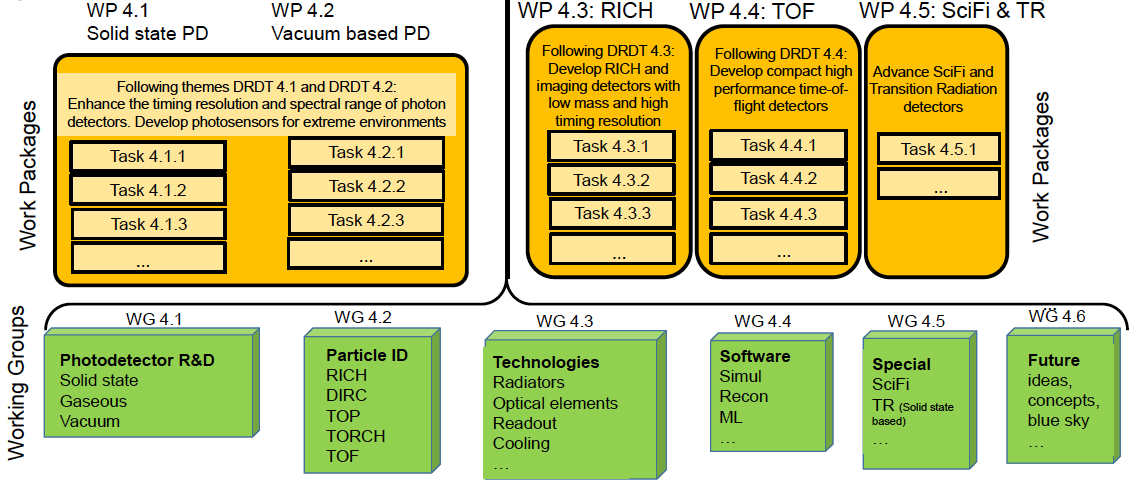 WP 4.1
Solid state PD
WP 4.2
Vacuum based PD
WP 4.3: RICH
WP 4.4: TOF
WP 4.5: SciFi & TR
Work Packages
Following themes DRDT 4.1 and DRDT 4.2:
Enhance the timing resolution and spectral range of photon
detectors. Develop photosensors for extreme environments
Task 4.1.1
Task 4.1.2
Task 4.1.3
...
Task 4.2.1
Task 4.2.2
Task 4.2.3
...
Following DRDT 4.3:
Develop RICH and
imaging detectors with
low mass and high
timing resolution
Task 4.3.1
Task 4.3.2
Task 4.3.3
...
Following DRDT 4.4:
Develop compact high
performance time-of-
flight detectors
Task 4.4.1
Task 4.4.2
Task 4.4.3
...
Advance SciFi and
Transition Radiation
detectors
Task 4.5.1
...
Work Packages
Working Groups
WG 4.1
Photodetector R&D
Solid state
Gaseous
Vacuum
WG 4.2
Particle ID
RICH
DIRC
TOP
TORCH
TOF
WG 4.3
Technologies
Radiators
Optical elements
Readout
Cooling
...
WG 4.4
Software
Simul
Recon
ML
...
WG 4.5
Special
SciFi
TR (Solid state
based)
...
...
WG 4.6
Future
ideas,
concepts,
blue sky
...